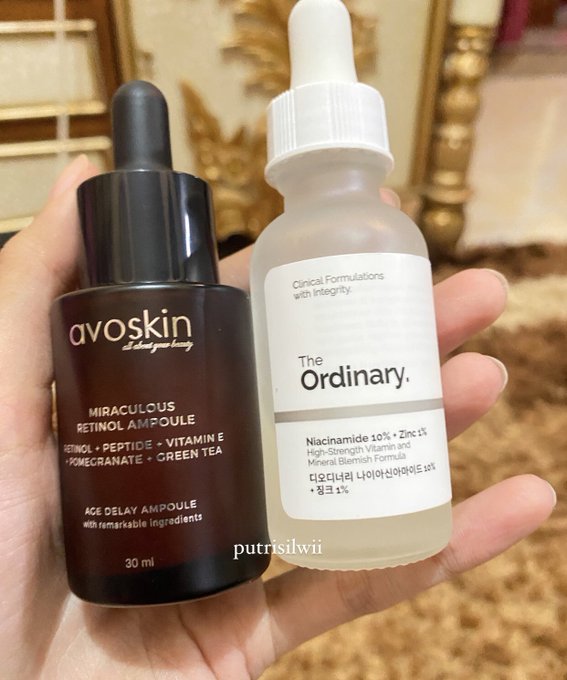 avoskin
all about your beauty
MIRACULOUS
RETINOL AMPOULE
RETINOL + PEPTIDE + VITAMIN E
+ POMEGRANATE + GREEN TEA
AGE DELAY AMPOULE
with remarkable ingredients
30 ml
Clinical Formulations
with Integrity.
The
Ordinary.
Niacinamide 10% + Zinc 1%
High-Strength Vitamin and
Mineral Blemish Formula
디오디너리 나이아신아마이드 10%
+ 징크 1%
putrisilwii